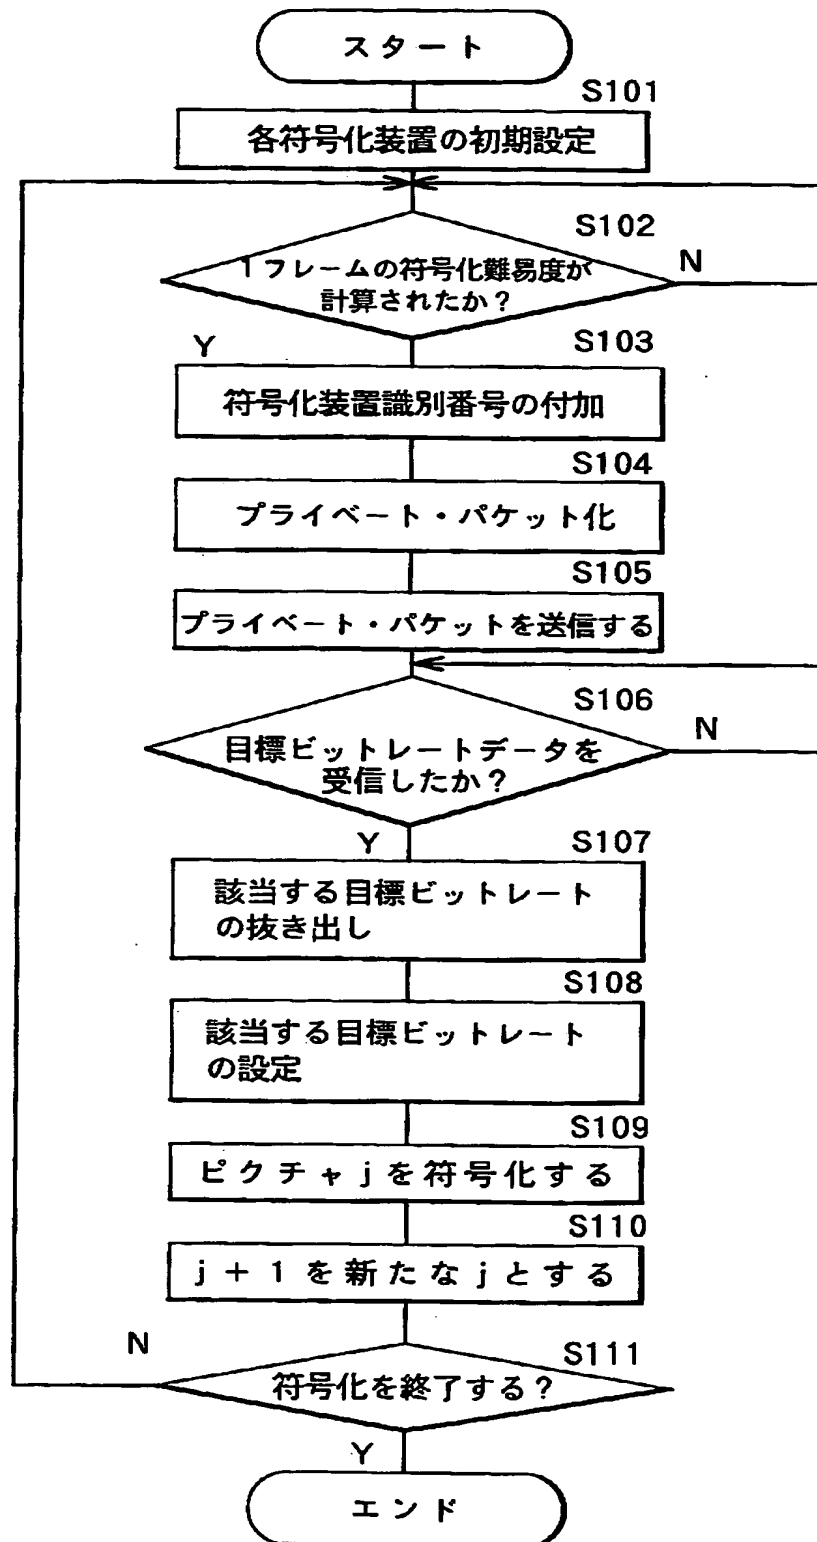 スタート
S101
各符号化装置の初期設定
S102
1フレームの符号化難易度が
計算されたか？
N
Y
S103
符号化装置識別番号の付加
S104
プライベート・パケット化
S105
プライベート・パケットを送信する
S106
目標ビットレートデータを
受信したか？
N
Y
S107
該当する目標ビットレート
の抜き出し
S108
該当する目標ビットレート
の設定
S109
ピクチャjを符号化する
S110
j＋1を新たなjとする
N
S111
符号化を終了する？
Y
エンド